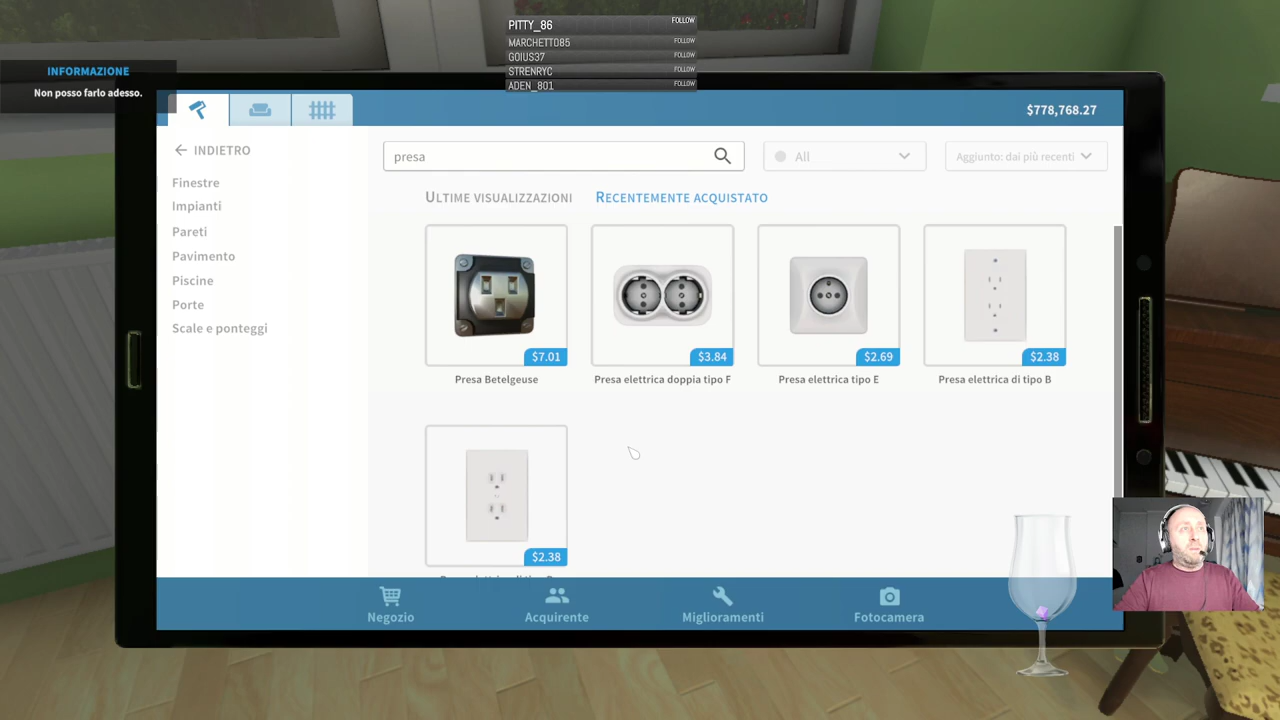 PITTY_86 FOLLOW
MARCHETTO85 FOLLOW
GOIUS37 FOLLOW
STRENRYC FOLLOW
ADEN_801 FOLLOW
INFORMAZIONE
Non posso farlo adesso.
$778,768.27
INDIETRO
Finestre
Impianti
Pareti
Pavimento
Piscine
Porte
Scale e ponteggi
presa
All
Aggiunto: dai più recenti
ULTIME VISUALIZZAZIONI RECENTEMENTE ACQUISTATO
$7.01
Presa Betelgeuse
$3.84
Presa elettrica doppia tipo F
$2.69
Presa elettrica tipo E
$2.38
Presa elettrica di tipo B
$2.38
Negozio
Acquirente
Miglioramenti
Fotocamera